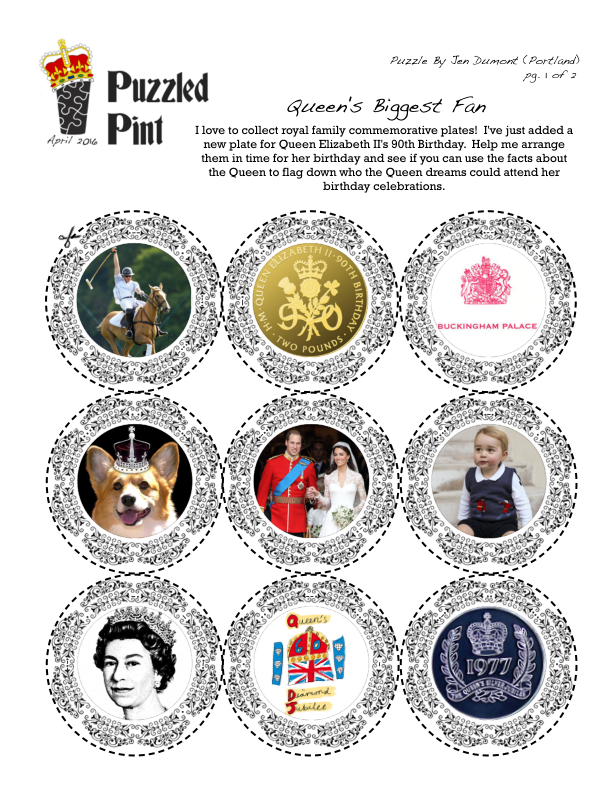 Puzzle By Jen Dumont (Portland)
pg. 1 of 2
Puzzled
Pint
April 2016
Queen's Biggest Fan
I love to collect royal family commemorative plates!  I've just added a
new plate for Queen Elizabeth II's 90th Birthday.  Help me arrange
them in time for her birthday and see if you can use the facts about
the Queen to flag down who the Queen dreams could attend her
birthday celebrations.
H·M·QUEEN ELIZABETH II·90TH BIRTHDAY·
·TWO POUNDS·
BUCKINGHAM PALACE
Queen's
60
Diamond
Jubilee
1977
QUEEN'S SILVER JUBILEE